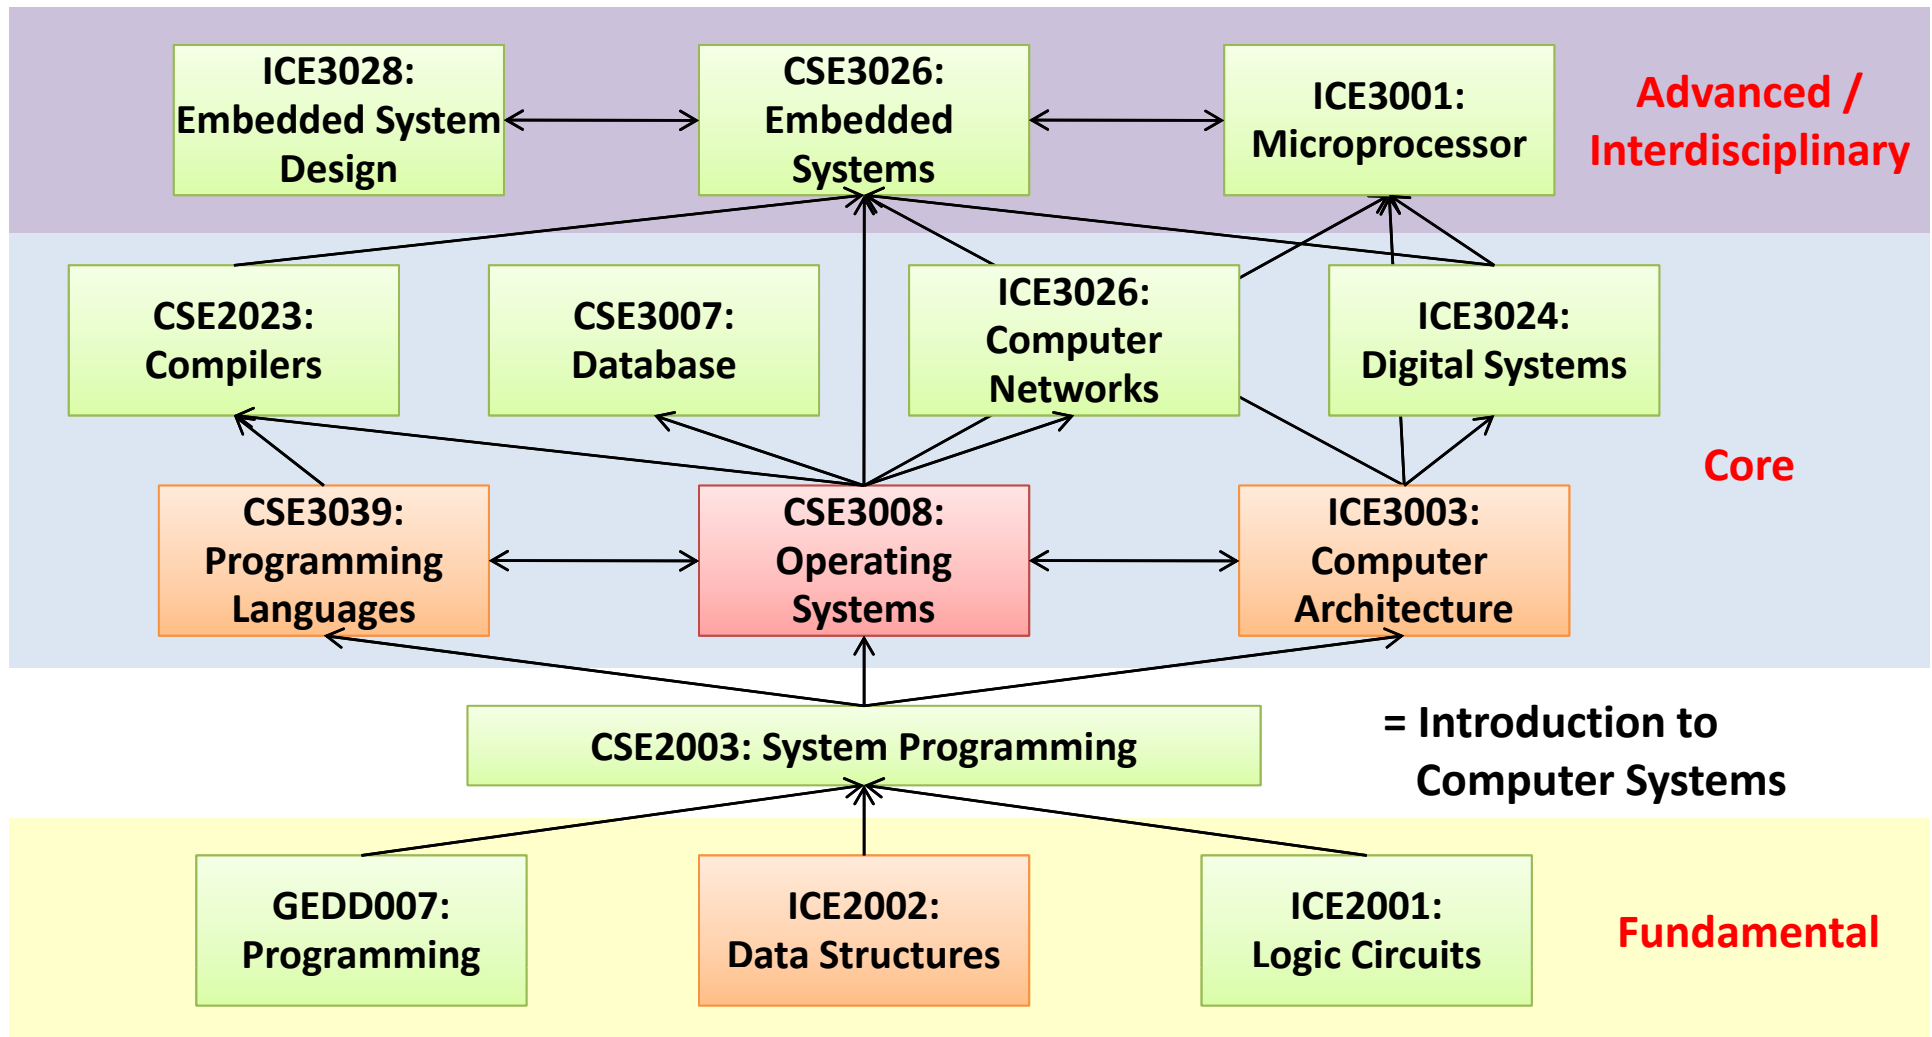 ICE3028:
Embedded System
Design
CSE3026:
Embedded
Systems
ICE3001:
Microprocessor
Advanced /
Interdisciplinary
CSE2023:
Compilers
CSE3007:
Database
ICE3026:
Computer
Networks
ICE3024:
Digital Systems
Core
CSE3039:
Programming
Languages
CSE3008:
Operating
Systems
ICE3003:
Computer
Architecture
CSE2003: System Programming
= Introduction to
Computer Systems
GEDD007:
Programming
ICE2002:
Data Structures
ICE2001:
Logic Circuits
Fundamental